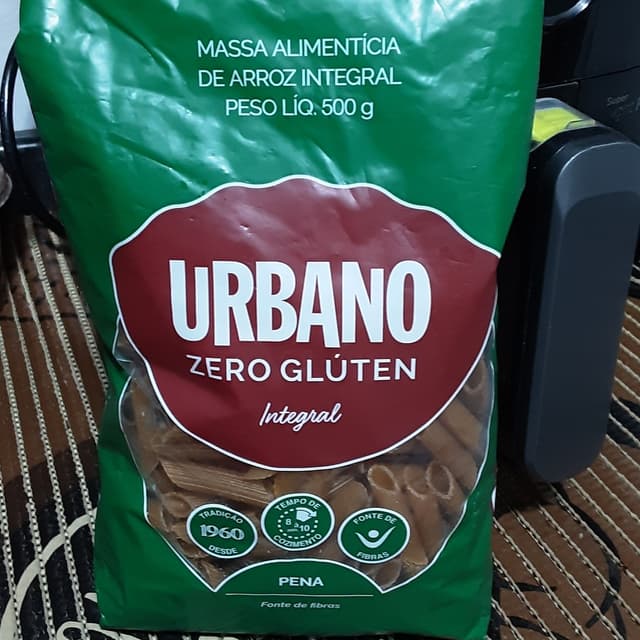 MASSA ALIMENTÍCIA
DE ARROZ INTEGRAL
PESO LÍQ. 500 g
URBANO
ZERO GLÚTEN
Integral
TRADIÇÃO
1960
DESDE
TEMPO DE
8 a 10
COZIMENTO
FONTE DE
FIBRAS
PENA
Fonte de fibras
Super